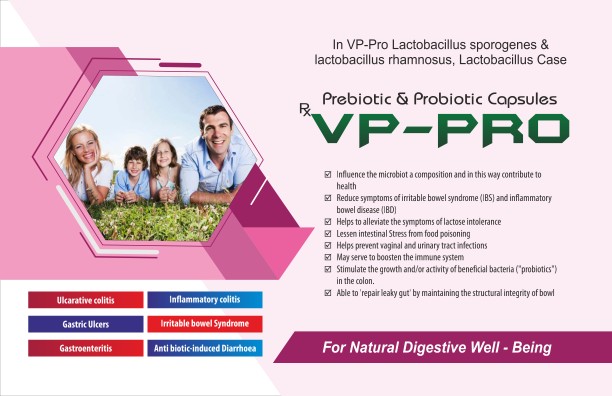 In VP-Pro Lactobacillus sporogenes &
lactobacillus rhamnosus, Lactobacillus Case
Prebiotic & Probiotic Capsules
Rx VP-PRO
☑ Influence the microbiot a composition and in this way contribute to
health
☑ Reduce symptoms of irritable bowel syndrome (IBS) and inflammatory
bowel disease (IBD)
☑ Helps to alleviate the symptoms of lactose intolerance
☑ Lessen intestinal Stress from food poisoning
☑ Helps prevent vaginal and urinary tract infections
☑ May serve to boosten the immune system
☑ Stimulate the growth and/or activity of beneficial bacteria ("probiotics")
in the colon.
☑ Able to 'repair leaky gut' by maintaining the structural integrity of bowl
Ulcarative colitis
Inflammatory colitis
Gastric Ulcers
Irritable bowel Syndrome
Gastroenteritis
Anti biotic-induced Diarrhoea
For Natural Digestive Well - Being